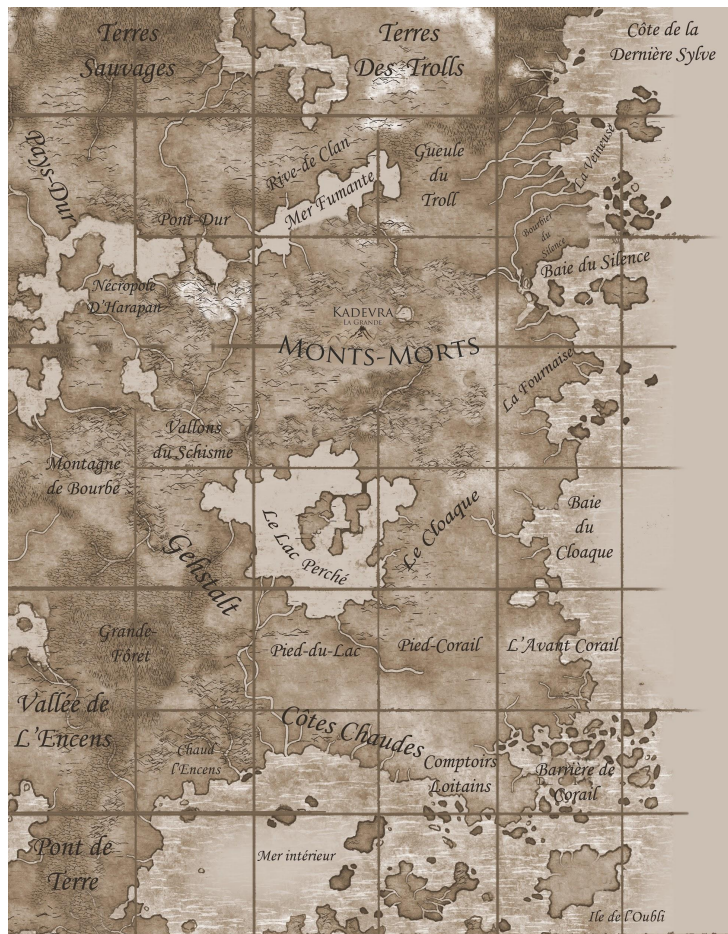 Terres
Sauvages
Terres
Des Trolls
Côte de la
Dernière Sylve
Pays-Dur
Rive-de Clan
Gueule
du
Troll
La Veineuse
Pont-Dur
Mer Fumante
Bourbier
du
Silence
Baie du Silence
Nécropole
D'Harapan
Kadevra
La Grande
Monts-Morts
La Fournaise
Vallons
du Schisme
Montagne
de Bourbe
Le Lac Perché
Le Cloaque
Baie
du
Cloaque
Gehstalt
Grande-
Fôret
Pied-du-Lac
Pied-Corail
L'Avant Corail
Vallée de
L'Encens
Côtes Chaudes
Chaud
l'Encens
Comptoirs
Loitains
Barrière de
Corail
Pont de
Terre
Mer intérieur
Ile de l'Oubli